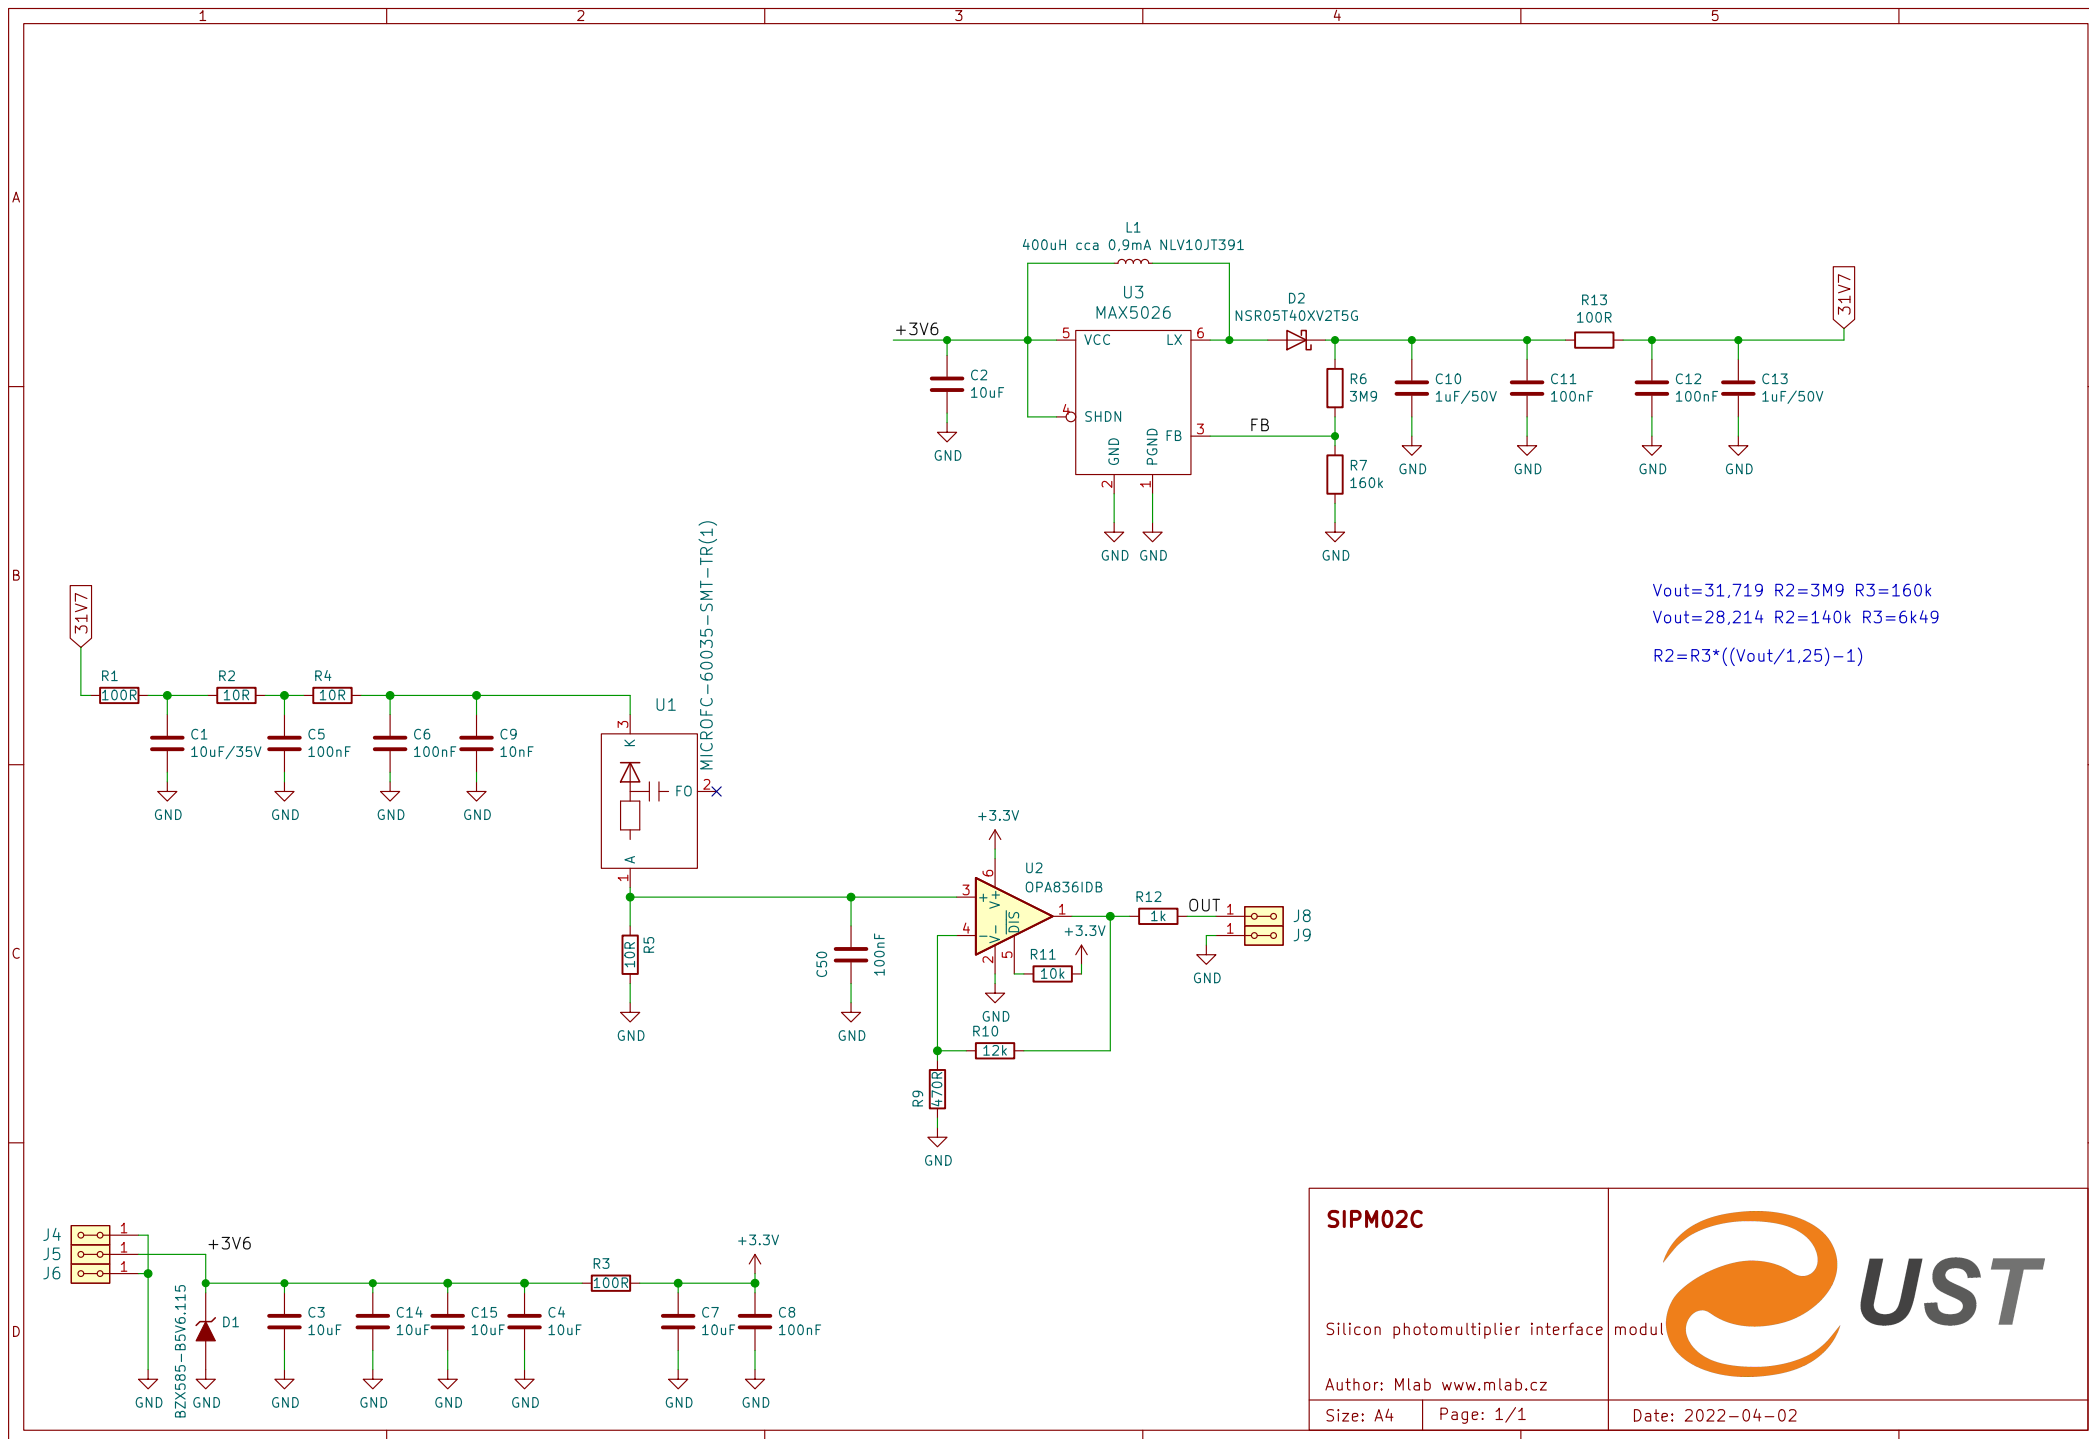 1 2 3 4 5
A
B
C
D
L1
400uH cca 0,9mA NLV10JT391
U3
MAX5026
+3V6
5
VCC
LX
6
4
SHDN
FB
3
GND
PGND
2
1
GND
GND
C2
10uF
GND
D2
NSR05T40XV2T5G
FB
R6
3M9
R7
160k
GND
C10
1uF/50V
GND
C11
100nF
GND
R13
100R
C12
100nF
GND
C13
1uF/50V
GND
31V7
Vout=31,719 R2=3M9 R3=160k
Vout=28,214 R2=140k R3=6k49
R2=R3*((Vout/1,25)-1)
31V7
R1
100R
R2
10R
R4
10R
C1
10uF/35V
GND
C5
100nF
GND
C6
100nF
GND
C9
10nF
GND
U1
MICROFC-60035-SMT-TR(1)
3
K
FO
2
A
1
R5
10R
GND
C50
100nF
GND
+3.3V
U2
OPA836IDB
6
3
+
V+
4
-
V-
DIS
1
2
5
GND
+3.3V
R11
10k
R10
12k
R9
470R
GND
R12
1k
OUT
1
J8
1
J9
GND
J4
1
J5
1
J6
1
GND
+3V6
BZX585-B5V6.115
D1
GND
C3
10uF
GND
C14
10uF
GND
C15
10uF
GND
C4
10uF
GND
R3
100R
C7
10uF
GND
+3.3V
C8
100nF
GND
SIPM02C
Silicon photomultiplier interface modul
Author: Mlab www.mlab.cz
Size: A4
Page: 1/1
Date: 2022-04-02
UST